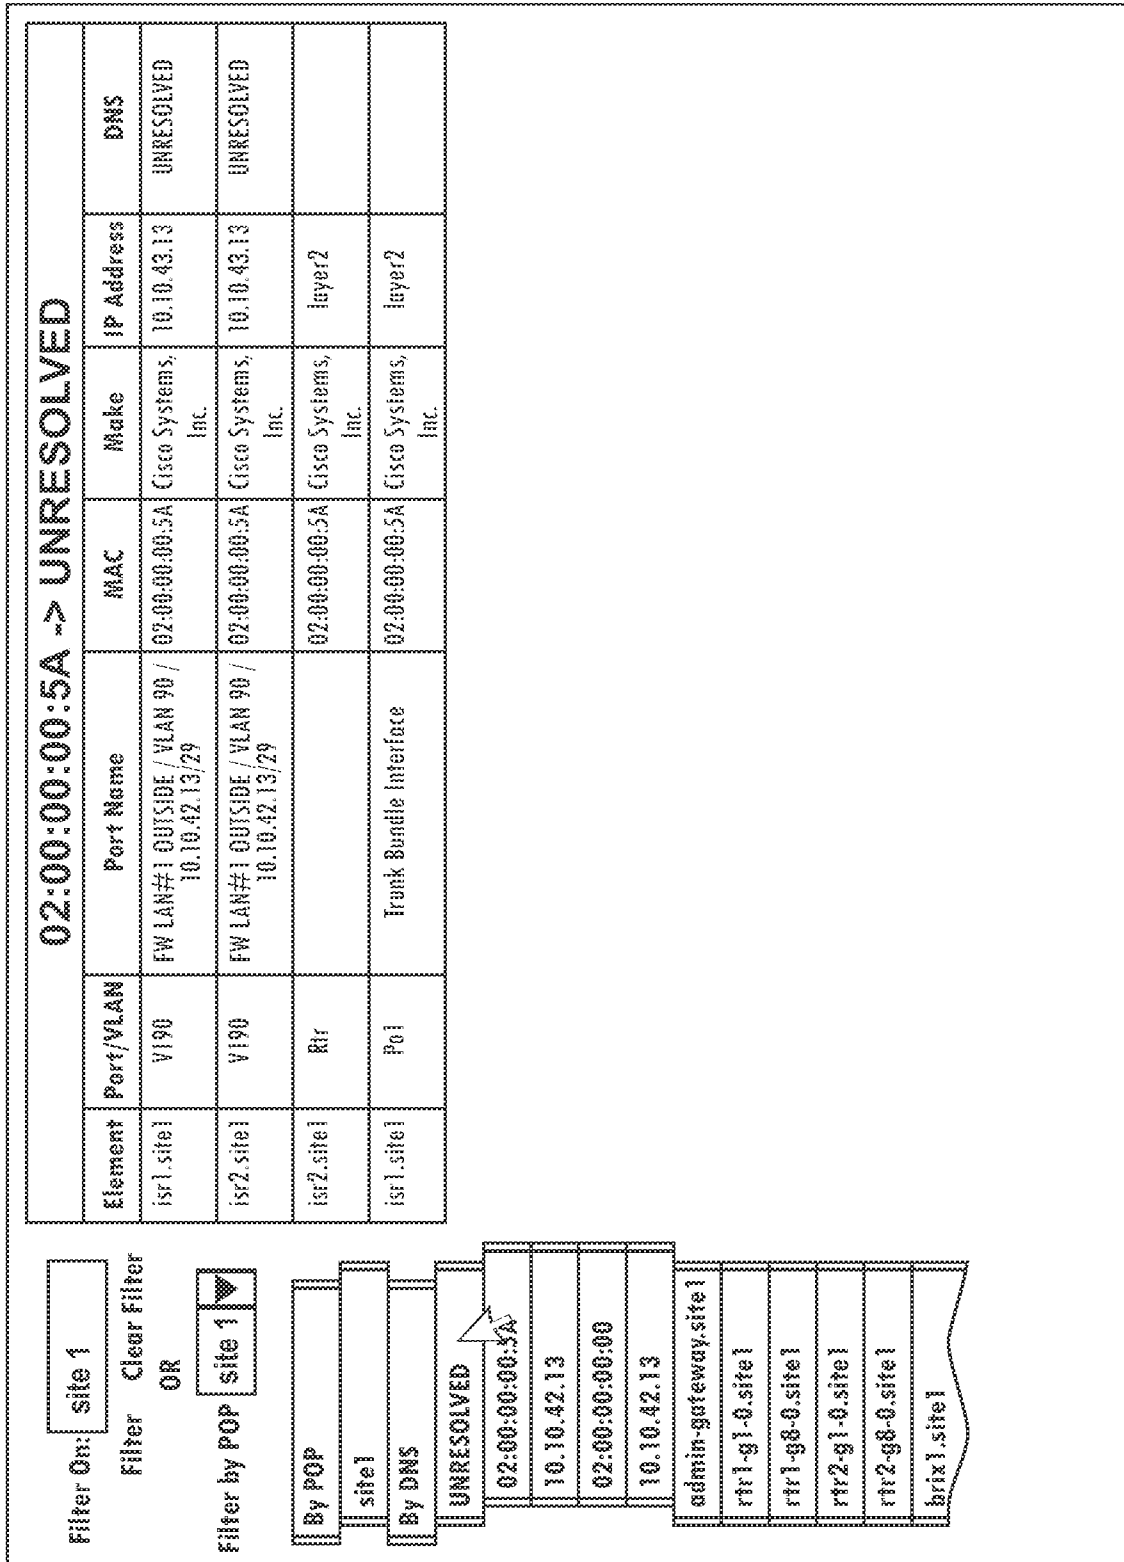 Filter On: site 1
Filter Clear Filter
OR
Filter by POP site 1
By POP
site1
By DNS
UNRESOLVED
02:00:00:00:5A
10.10.42.13
02:00:00:00:00
10.10.42.13
admin-gateway.site1
rtr1-g1-0.site1
rtr1-g8-0.site1
rtr2-g1-0.site1
rtr2-g8-0.site1
brix1.site1
02:00:00:00:5A -> UNRESOLVED
Element Port/VLAN Port Name MAC Make IP Address DNS
isr1.site1 V190 FW LAN#1 OUTSIDE / VLAN 90 / 02:00:00:00:5A Cisco Systems, 10.10.43.13 UNRESOLVED
10.10.42.13/29 Inc.
isr2.site1 V190 FW LAN#1 OUTSIDE / VLAN 90 / 02:00:00:00:5A Cisco Systems, 10.10.43.13 UNRESOLVED
10.10.42.13/29 Inc.
isr2.site1 Rtr 02:00:00:00:5A Cisco Systems, layer2
Inc.
isr1.site1 Po1 Trunk Bundle Interface 02:00:00:00:5A Cisco Systems, layer2
Inc.